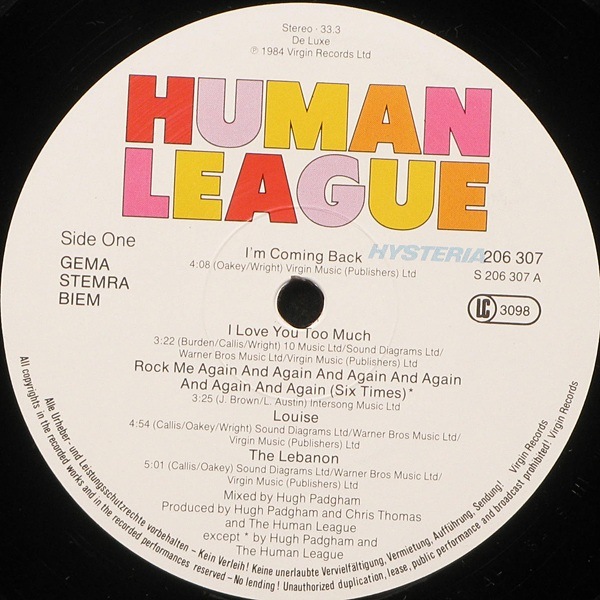 Stereo · 33.3
De Luxe
℗ 1984 Virgin Records Ltd
HUMAN
LEAGUE
HYSTERIA
Side One
GEMA
STEMRA
BIEM
206 307
S 206 307 A
LC 3098
I'm Coming Back
4:08 (Oakey/Wright) Virgin Music (Publishers) Ltd
I Love You Too Much
3:22 (Burden/Callis/Wright) 10 Music Ltd/Sound Diagrams Ltd/
Warner Bros Music Ltd/Virgin Music (Publishers) Ltd
Rock Me Again And Again And Again And Again
And Again And Again (Six Times)*
3:25 (J. Brown/L. Austin) Intersong Music Ltd
Louise
4:54 (Callis/Oakey/Wright) Sound Diagrams Ltd/Warner Bros Music Ltd/
Virgin Music (Publishers) Ltd
The Lebanon
5:01 (Callis/Oakey) Sound Diagrams Ltd/Warner Bros Music Ltd/
Virgin Music (Publishers) Ltd
Mixed by Hugh Padgham
Produced by Hugh Padgham and Chris Thomas
and The Human League
except * by Hugh Padgham and
The Human League
Alle Urheber- und Leistungsschutzrechte vorbehalten – Kein Verleih! Keine unerlaubte Vervielfältigung, Vermietung, Aufführung, Sendung! Virgin Records
All copyrights in the recorded works and in the recorded performances reserved – No lending! Unauthorized duplication, lease, public performance and broadcast prohibited! Virgin Records